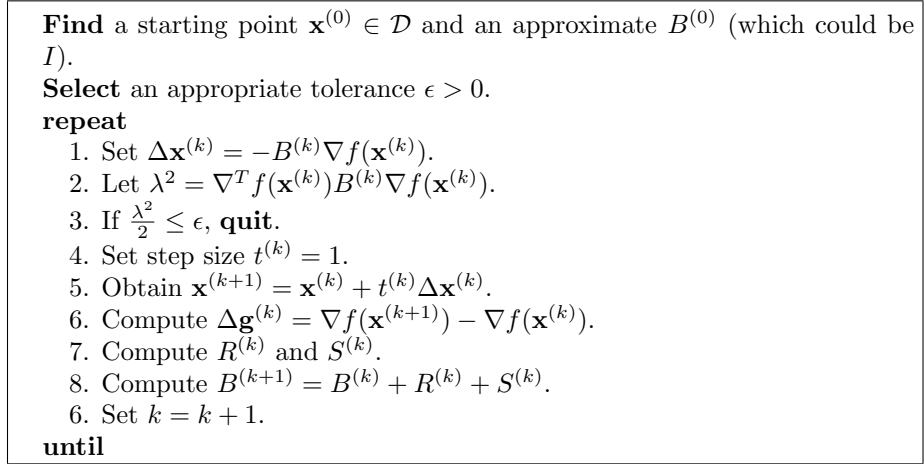 Find a starting point x^{(0)} ∈ 𝒟 and an approximate B^{(0)} (which could be
I).
Select an appropriate tolerance ϵ > 0.
repeat
1. Set Δx^{(k)} = −B^{(k)}∇f(x^{(k)}).
2. Let λ² = ∇^T f(x^{(k)})B^{(k)}∇f(x^{(k)}).
3. If λ²/2 ≤ ϵ, quit.
4. Set step size t^{(k)} = 1.
5. Obtain x^{(k+1)} = x^{(k)} + t^{(k)}Δx^{(k)}.
6. Compute Δg^{(k)} = ∇f(x^{(k+1)}) − ∇f(x^{(k)}).
7. Compute R^{(k)} and S^{(k)}.
8. Compute B^{(k+1)} = B^{(k)} + R^{(k)} + S^{(k)}.
6. Set k = k + 1.
until